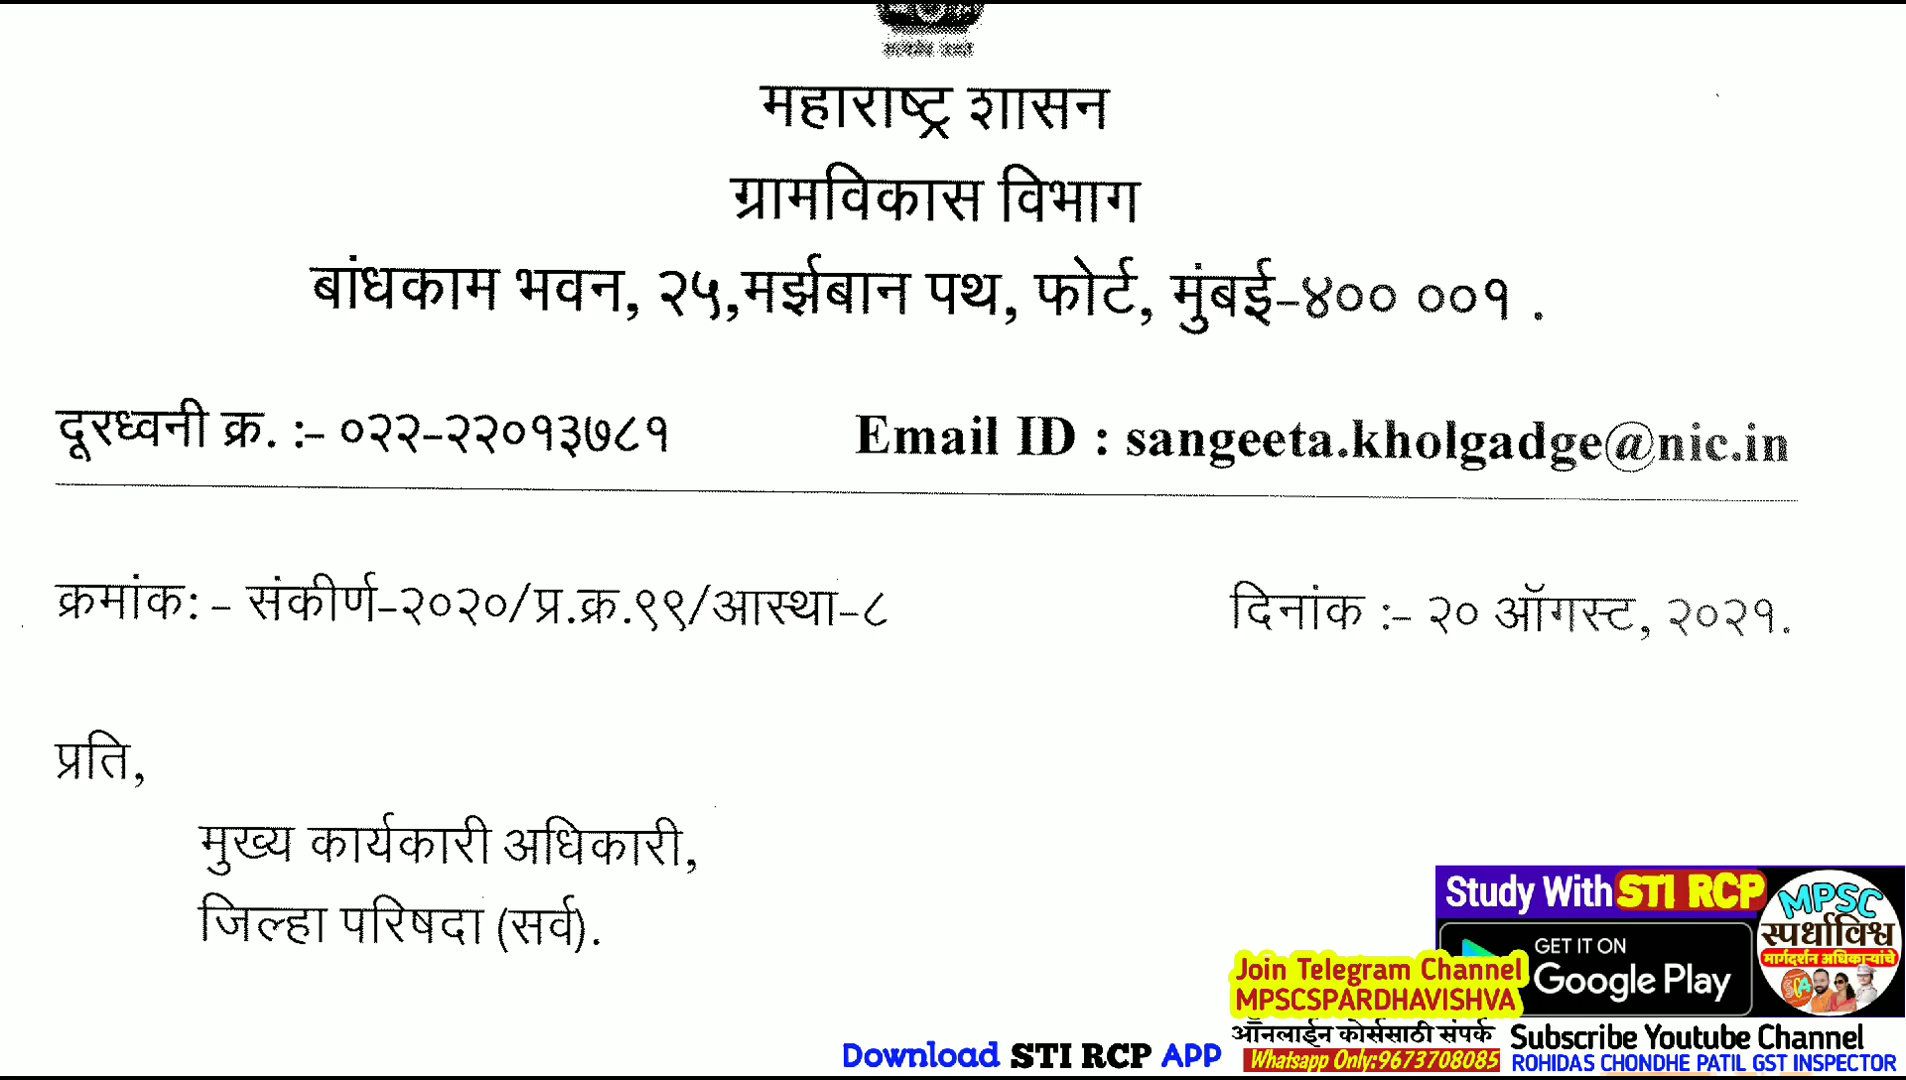 सत्यमेव जयते
महाराष्ट्र शासन
ग्रामविकास विभाग
बांधकाम भवन, २५,मर्झबान पथ, फोर्ट, मुंबई-४०० ००१ .
दूरध्वनी क्र. :- ०२२-२२०१३७८१ Email ID : sangeeta.kholgadge@nic.in
क्रमांक: - संकीर्ण-२०२०/प्र.क्र.९९/आस्था-८ दिनांक :- २० ऑगस्ट, २०२१.
प्रति,
मुख्य कार्यकारी अधिकारी,
जिल्हा परिषदा (सर्व).
Study With STI RCP
GET IT ON
Google Play
MPSC
स्पर्धाविश्व
मार्गदर्शन अधिकाऱ्यांचे
Join Telegram Channel
MPSCSPARDHAVISHVA
ऑनलाईन कोर्ससाठी संपर्क
Whatsapp Only:9673708085
Download STI RCP APP
Subscribe Youtube Channel
ROHIDAS CHONDHE PATIL GST INSPECTOR